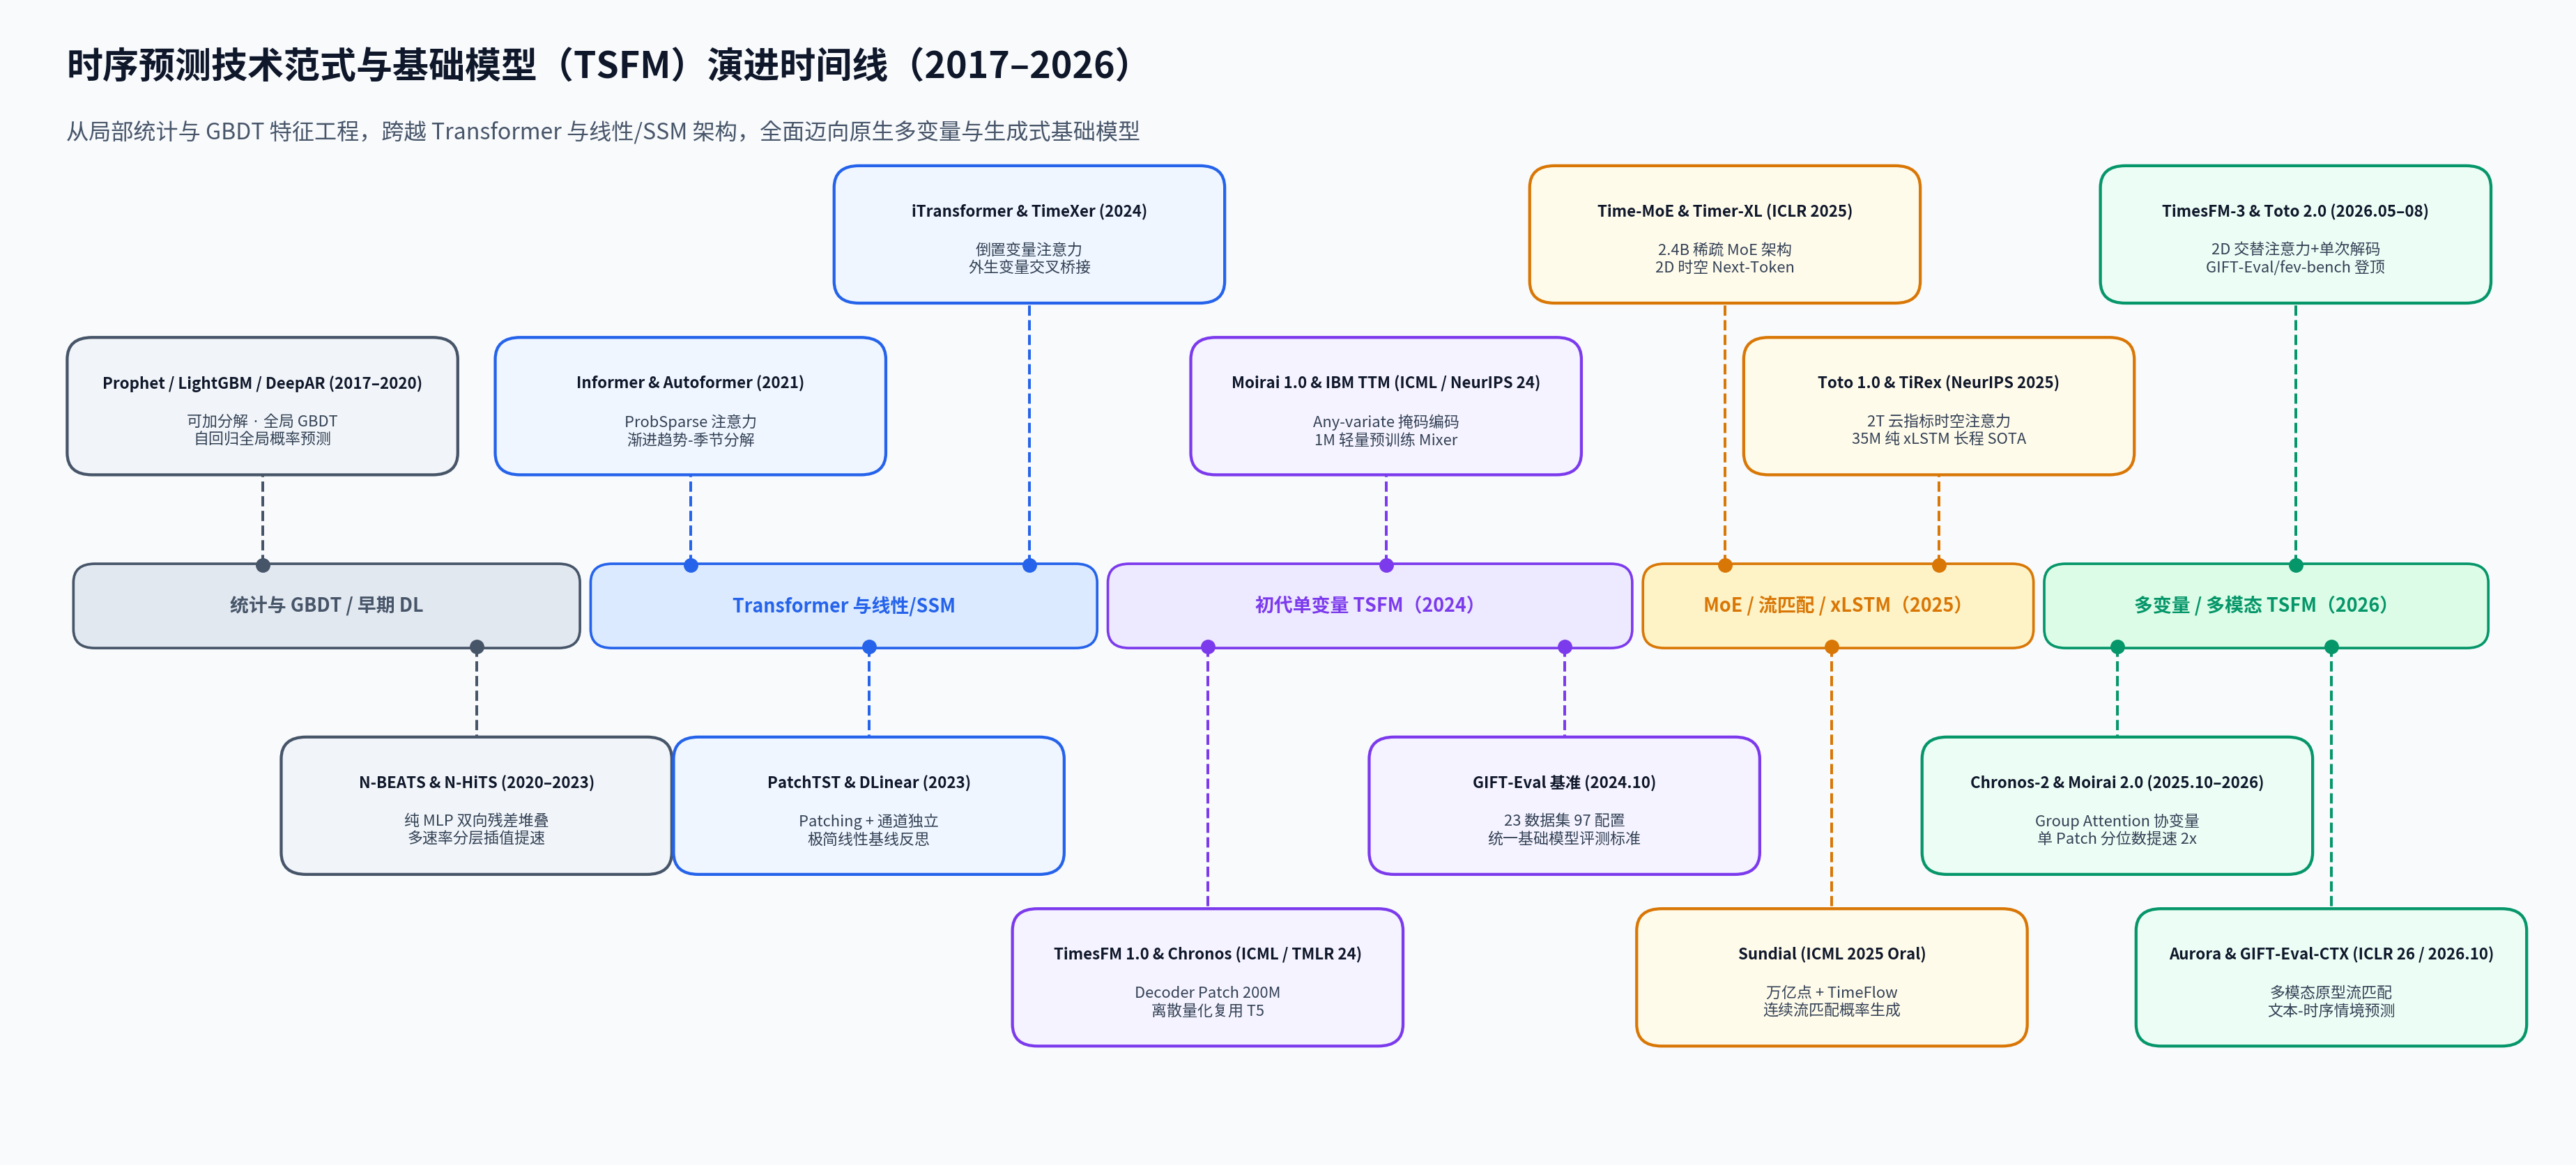 时序预测技术范式与基础模型（TSFM）演进时间线（2017–2026）
从局部统计与 GBDT 特征工程，跨越 Transformer 与线性/SSM 架构，全面迈向原生多变量与生成式基础模型
iTransformer & TimeXer (2024)
倒置变量注意力
外生变量交叉桥接
Time-MoE & Timer-XL (ICLR 2025)
2.4B 稀疏 MoE 架构
2D 时空 Next-Token
TimesFM-3 & Toto 2.0 (2026.05–08)
2D 交替注意力+单次解码
GIFT-Eval/fev-bench 登顶
Prophet / LightGBM / DeepAR (2017–2020)
可加分解 · 全局 GBDT
自回归全局概率预测
Informer & Autoformer (2021)
ProbSparse 注意力
渐进趋势-季节分解
Moirai 1.0 & IBM TTM (ICML / NeurIPS 24)
Any-variate 掩码编码
1M 轻量预训练 Mixer
Toto 1.0 & TiRex (NeurIPS 2025)
2T 云指标时空注意力
35M 纯 xLSTM 长程 SOTA
统计与 GBDT / 早期 DL
Transformer 与线性/SSM
初代单变量 TSFM（2024）
MoE / 流匹配 / xLSTM（2025）
多变量 / 多模态 TSFM（2026）
N-BEATS & N-HiTS (2020–2023)
纯 MLP 双向残差堆叠
多速率分层插值提速
PatchTST & DLinear (2023)
Patching + 通道独立
极简线性基线反思
GIFT-Eval 基准 (2024.10)
23 数据集 97 配置
统一基础模型评测标准
Chronos-2 & Moirai 2.0 (2025.10–2026)
Group Attention 协变量
单 Patch 分位数提速 2x
TimesFM 1.0 & Chronos (ICML / TMLR 24)
Decoder Patch 200M
离散量化复用 T5
Sundial (ICML 2025 Oral)
万亿点 + TimeFlow
连续流匹配概率生成
Aurora & GIFT-Eval-CTX (ICLR 26 / 2026.10)
多模态原型流匹配
文本-时序情境预测